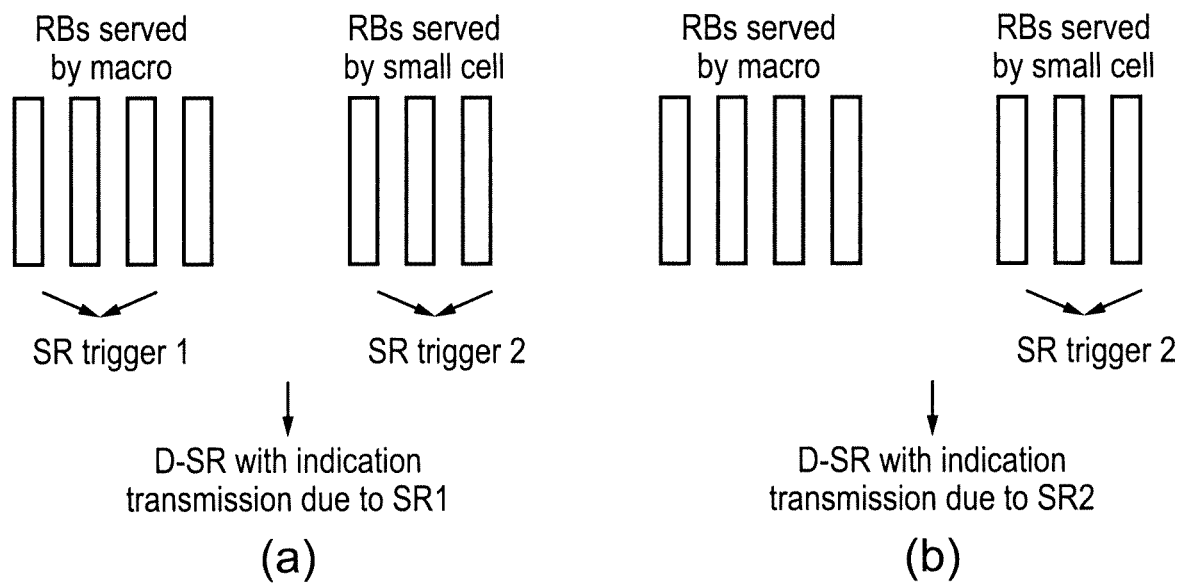 RBs served
by macro
RBs served
by small cell
SR trigger 1
SR trigger 2
D-SR with indication
transmission due to SR1
(a)
RBs served
by macro
RBs served
by small cell
SR trigger 2
D-SR with indication
transmission due to SR2
(b)